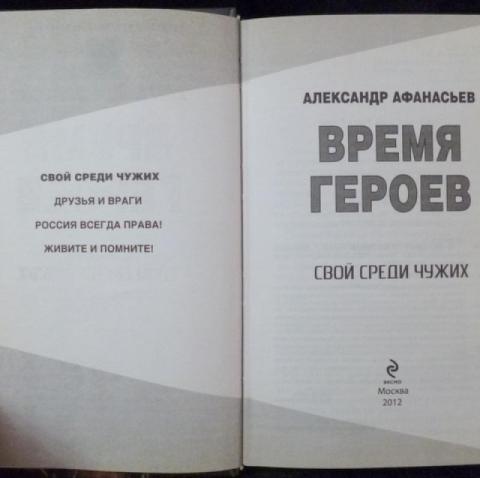 СВОЙ СРЕДИ ЧУЖИХ
ДРУЗЬЯ И ВРАГИ
РОССИЯ ВСЕГДА ПРАВА!
ЖИВИТЕ И ПОМНИТЕ!
АЛЕКСАНДР АФАНАСЬЕВ
ВРЕМЯ
ГЕРОЕВ
СВОЙ СРЕДИ ЧУЖИХ
ЭКСМО
Москва
2012